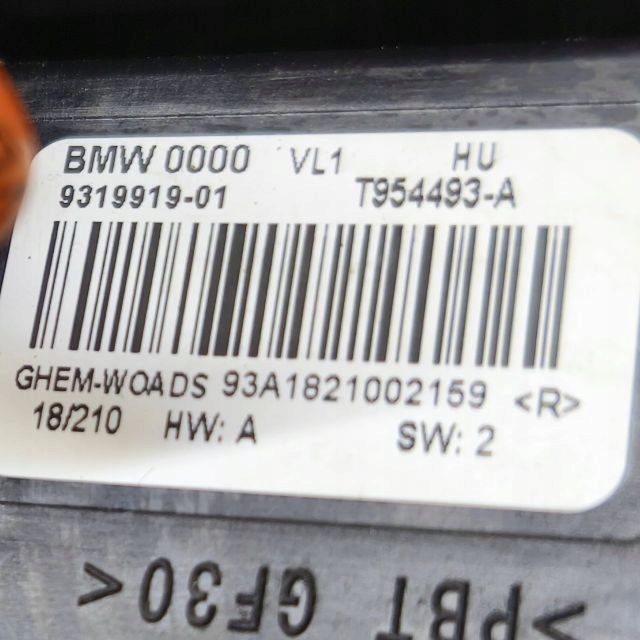 BMW 0000 VL1 HU
9319919-01 T954493-A
GHEM-WOADS 93A1821002159 <R>
18/210 HW: A SW: 2
>PBT GF30<